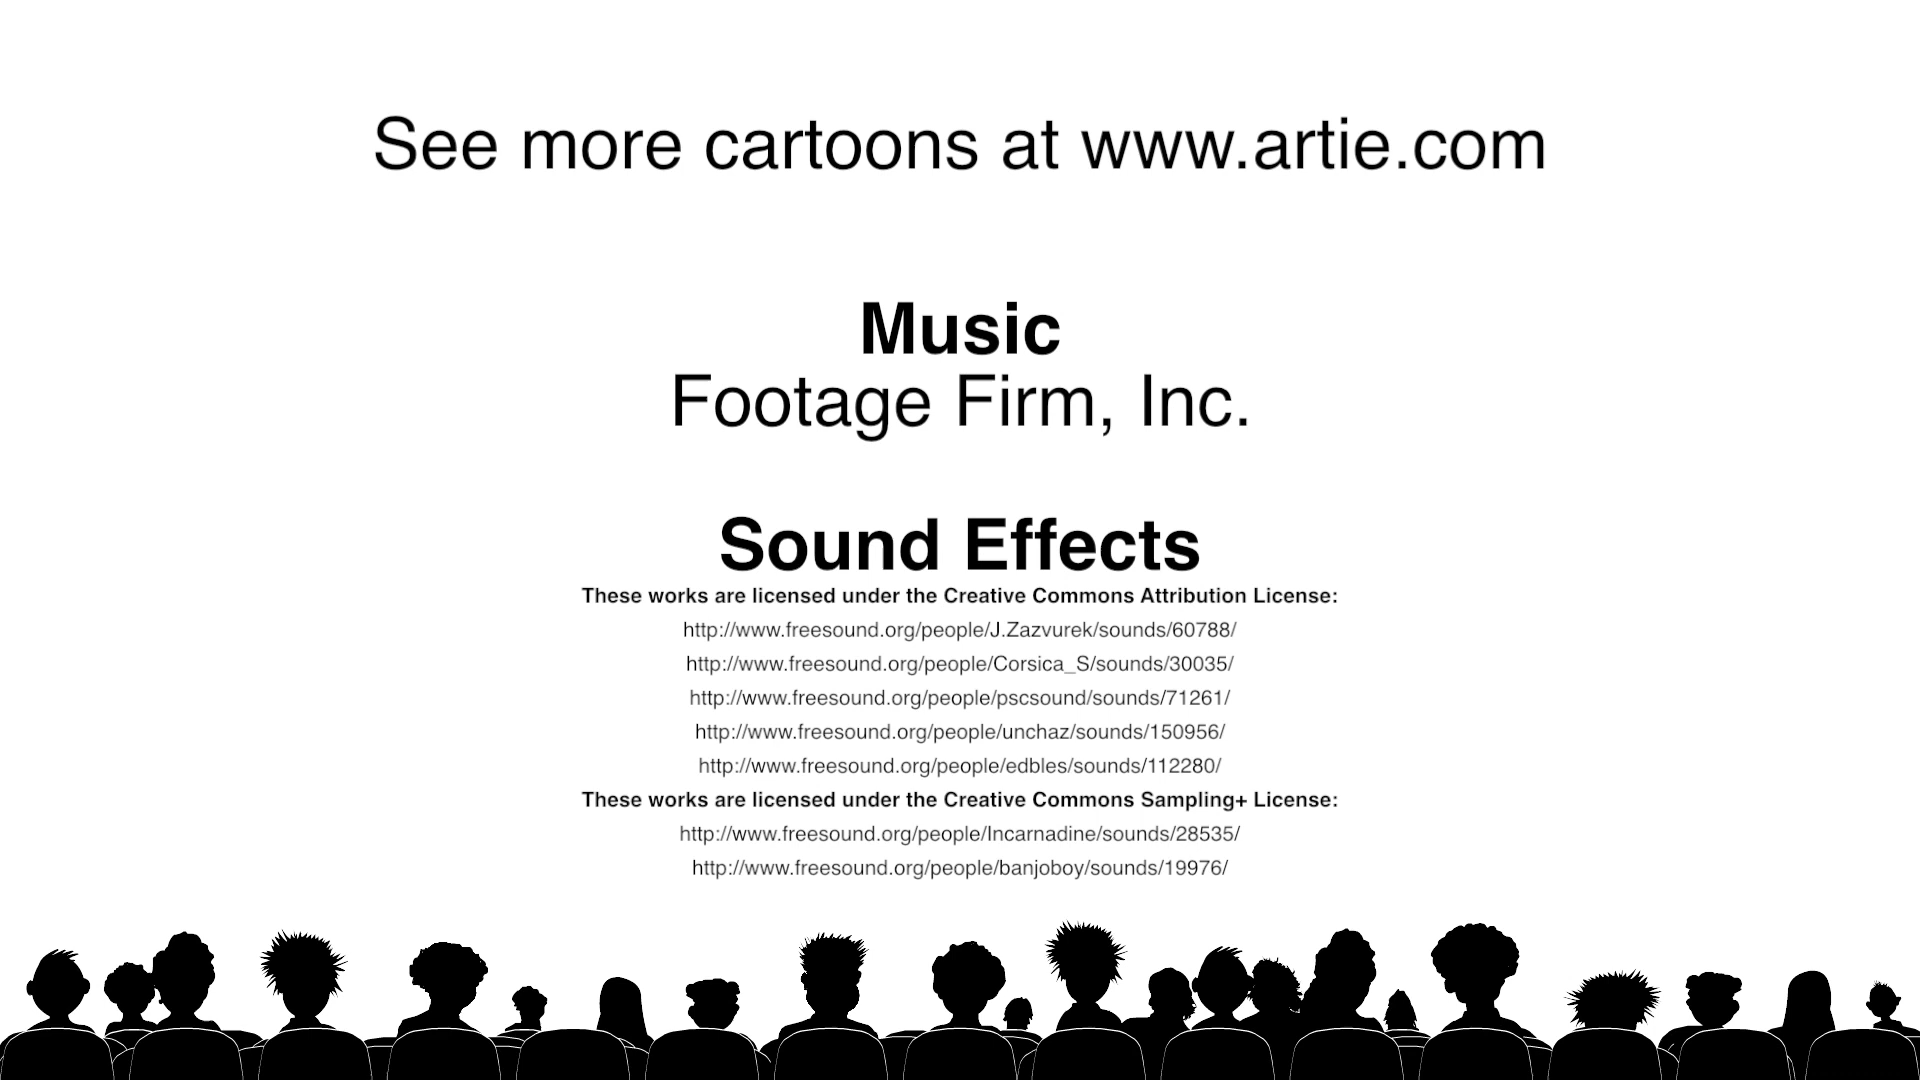 See more cartoons at www.artie.com
Music
Footage Firm, Inc.
Sound Effects
These works are licensed under the Creative Commons Attribution License:
http://www.freesound.org/people/J.Zazvurek/sounds/60788/
http://www.freesound.org/people/Corsica_S/sounds/30035/
http://www.freesound.org/people/pscsound/sounds/71261/
http://www.freesound.org/people/unchaz/sounds/150956/
http://www.freesound.org/people/edbles/sounds/112280/
These works are licensed under the Creative Commons Sampling+ License:
http://www.freesound.org/people/Incarnadine/sounds/28535/
http://www.freesound.org/people/banjoboy/sounds/19976/